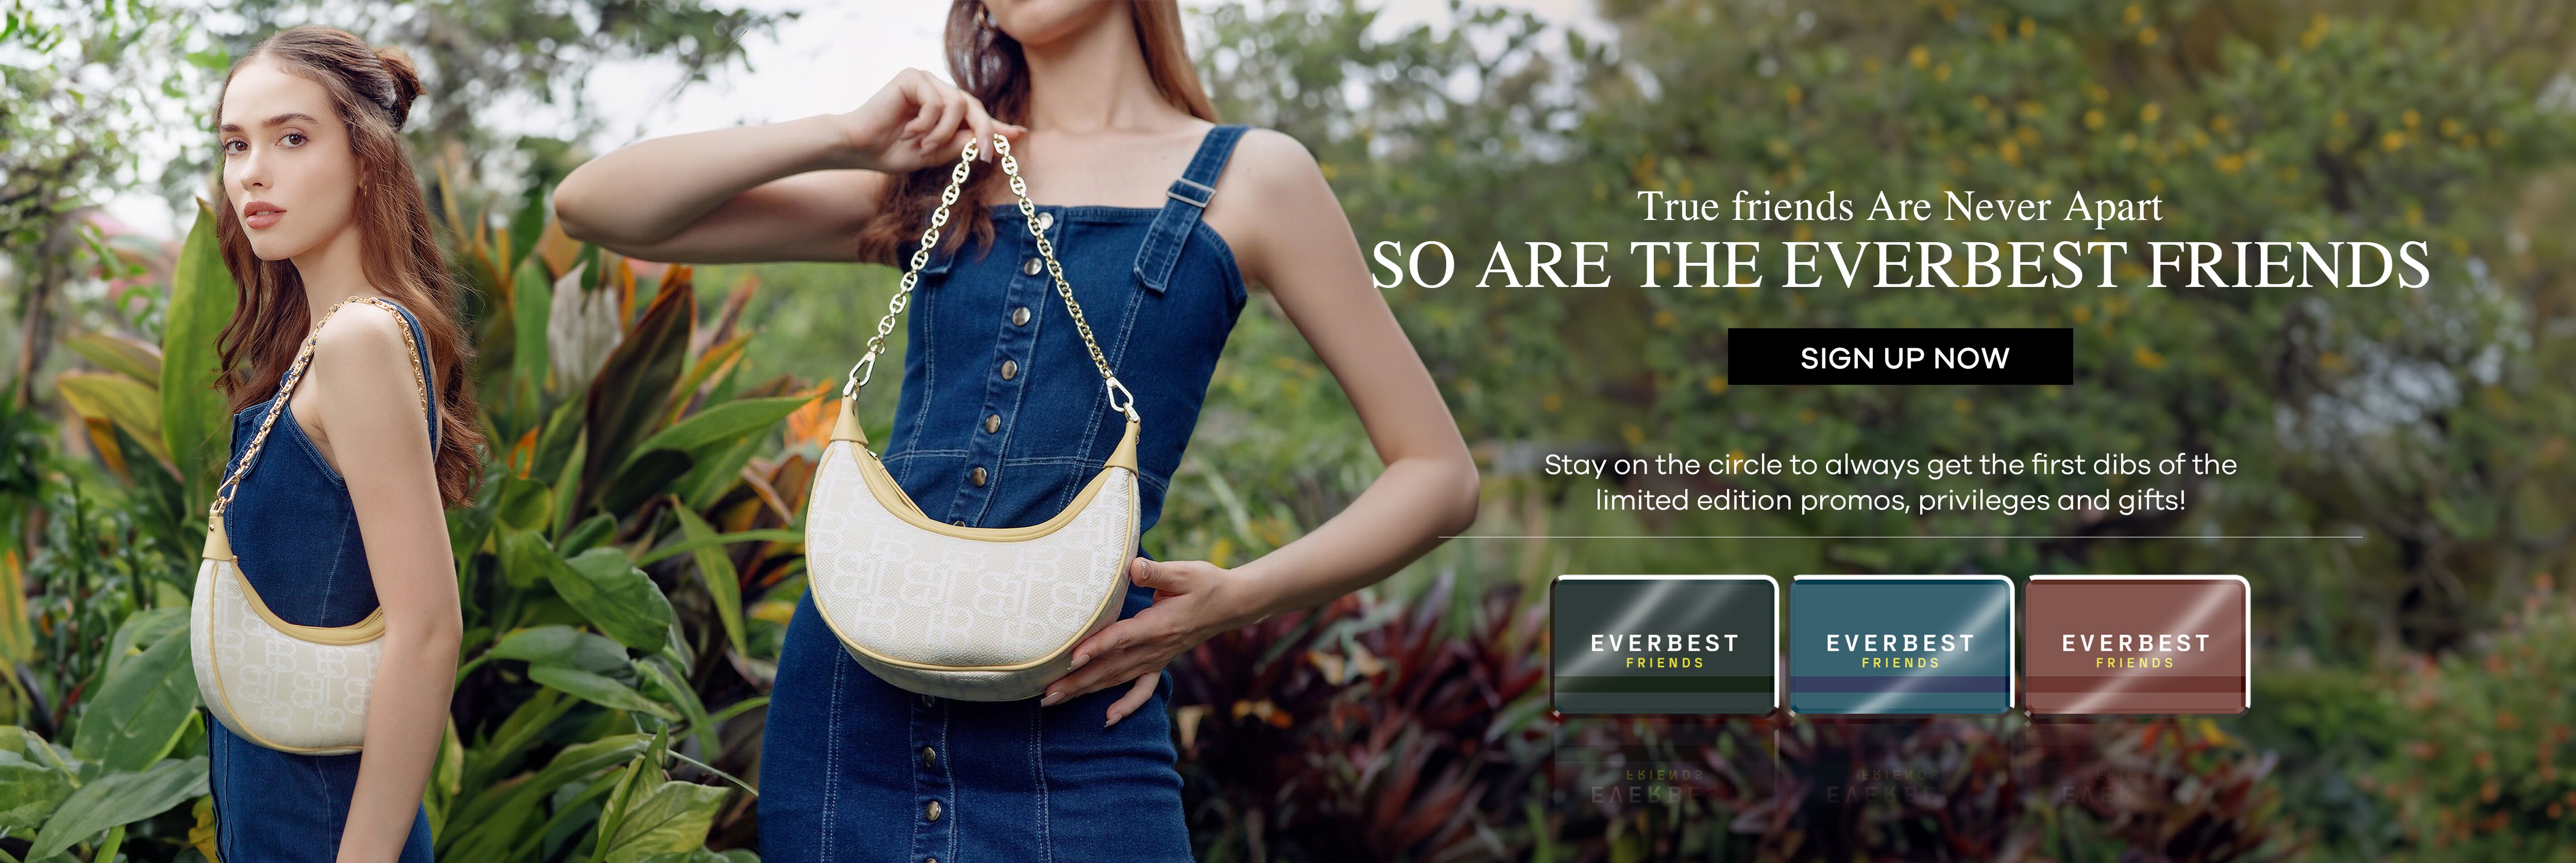 True friends Are Never Apart
SO ARE THE EVERBEST FRIENDS
SIGN UP NOW
Stay on the circle to always get the first dibs of the
limited edition promos, privileges and gifts!
EVERBEST
FRIENDS
EVERBEST
FRIENDS
EVERBEST
FRIENDS